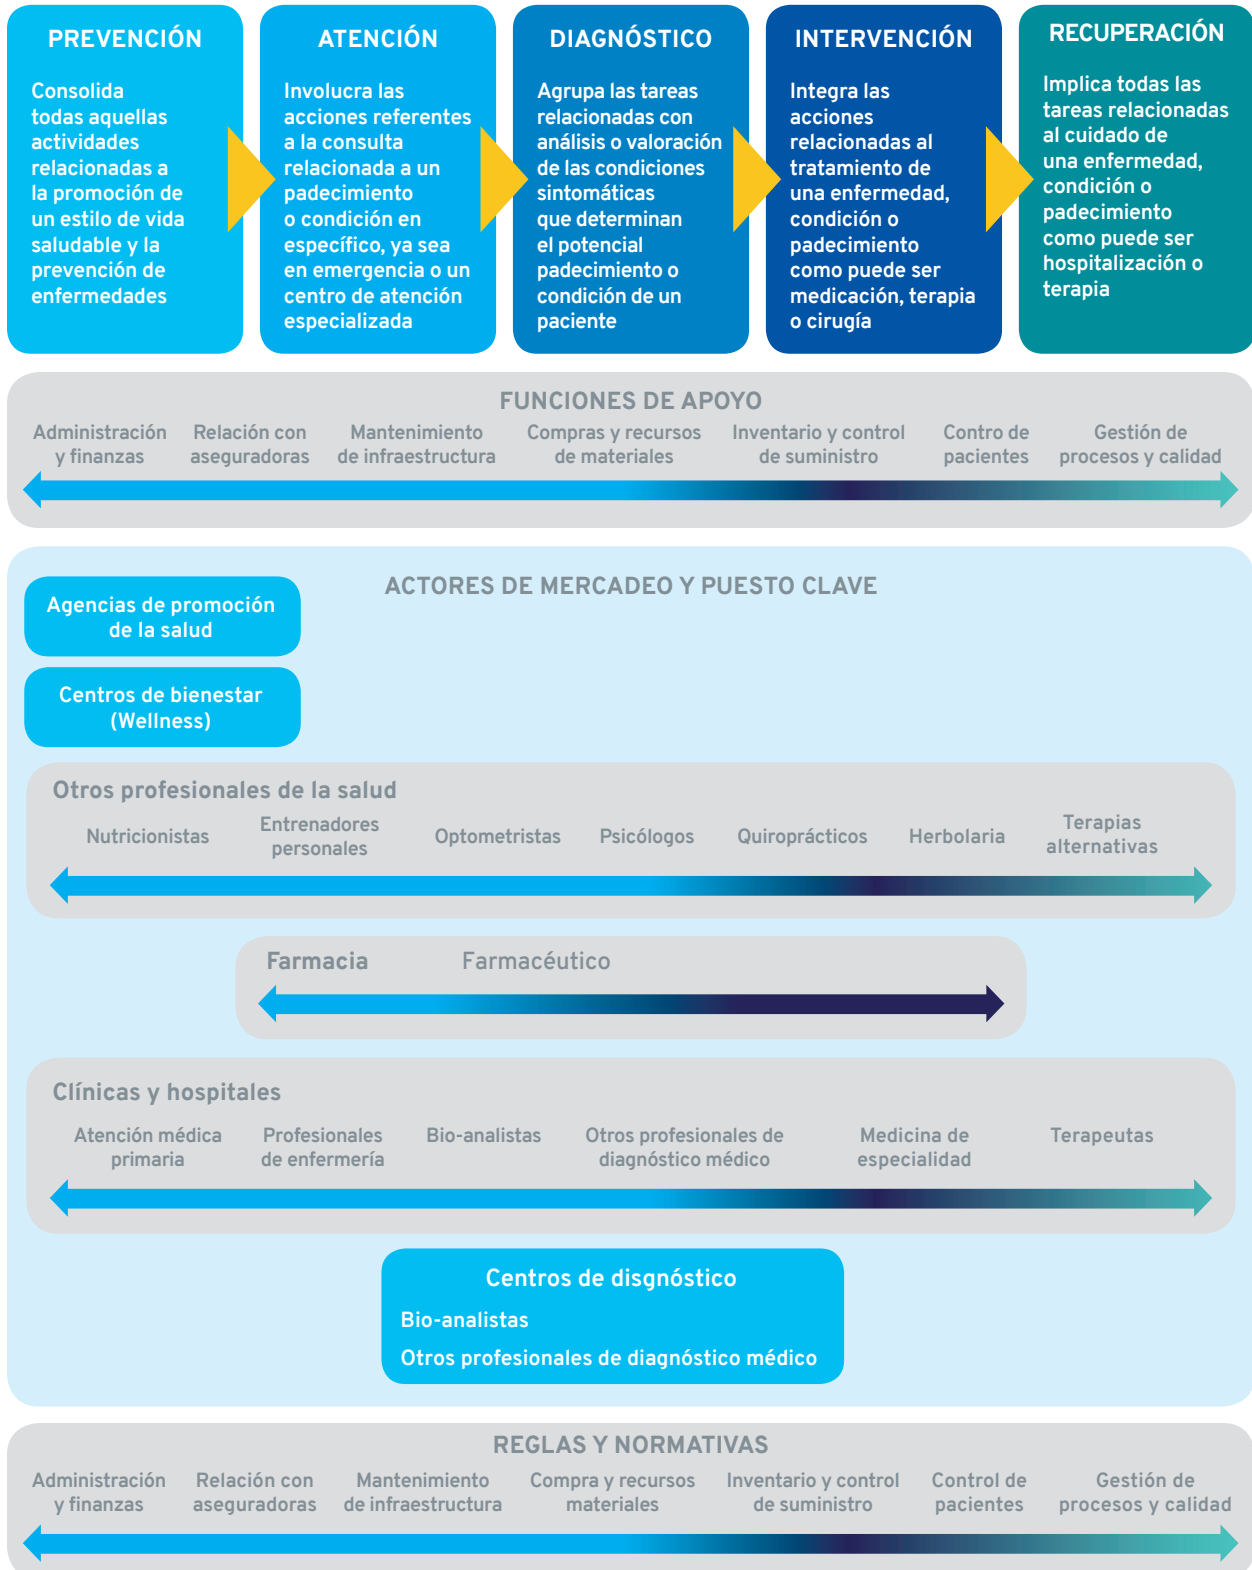 PREVENCIÓN
Consolida
todas aquellas
actividades
relacionadas a
la promoción de
un estilo de vida
saludable y la
prevención de
enfermedades
ATENCIÓN
Involucra las
acciones referentes
a la consulta
relacionada a un
padecimiento
o condición en
específico, ya sea
en emergencia o un
centro de atención
especializada
DIAGNÓSTICO
Agrupa las tareas
relacionadas con
análisis o valoración
de las condiciones
sintomáticas
que determinan
el potencial
padecimiento o
condición de un
paciente
INTERVENCIÓN
Integra las
acciones
relacionadas al
tratamiento de
una enfermedad,
condición o
padecimiento
como puede ser
medicación, terapia
o cirugía
RECUPERACIÓN
Implica todas las
tareas relacionadas
al cuidado de
una enfermedad,
condición o
padecimiento
como puede ser
hospitalización o
terapia
FUNCIONES DE APOYO
Administración
y finanzas
Relación con
aseguradoras
Mantenimiento
de infraestructura
Compras y recursos
de materiales
Inventario y control
de suministro
Contro de
pacientes
Gestión de
procesos y calidad
ACTORES DE MERCADEO Y PUESTO CLAVE
Agencias de promoción
de la salud
Centros de bienestar
(Wellness)
Otros profesionales de la salud
Nutricionistas
Entrenadores
personales
Optometristas
Psicólogos
Quiroprácticos
Herbolaria
Terapias
alternativas
Farmacia
Farmacéutico
Clínicas y hospitales
Atención médica
primaria
Profesionales
de enfermería
Bio-analistas
Otros profesionales de
diagnóstico médico
Medicina de
especialidad
Terapeutas
Centros de disgnóstico
Bio-analistas
Otros profesionales de diagnóstico médico
REGLAS Y NORMATIVAS
Administración
y finanzas
Relación con
aseguradoras
Mantenimiento
de infraestructura
Compra y recursos
materiales
Inventario y control
de suministro
Control de
pacientes
Gestión de
procesos y calidad